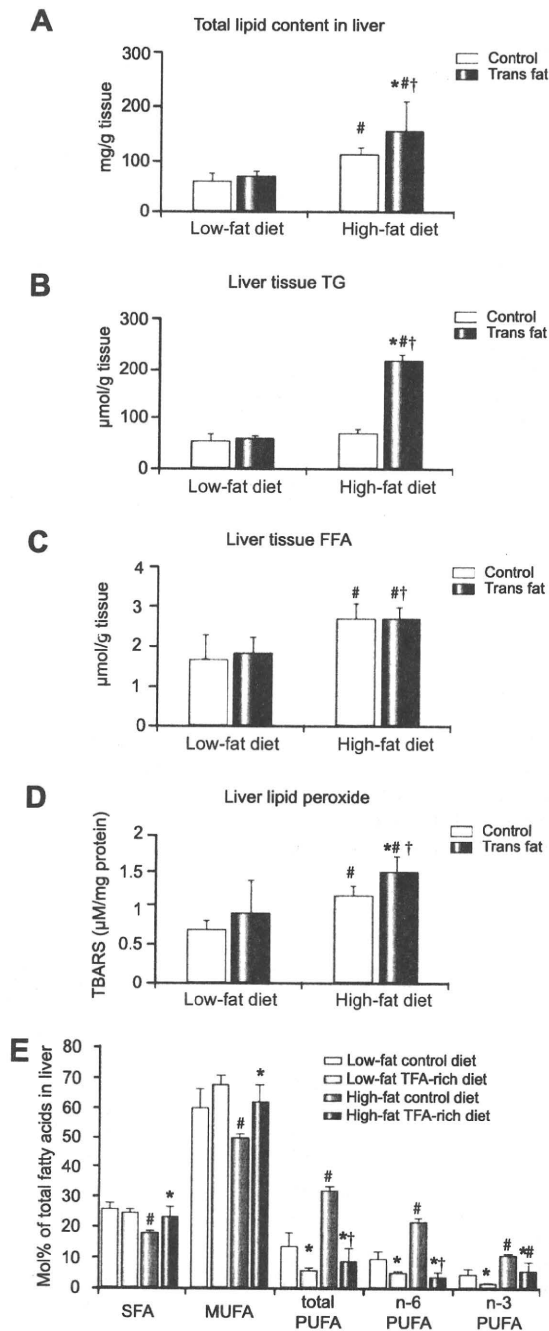 A
Total lipid content in liver
Control
Trans fat
mg/g tissue
300
200
100
0
#
*#†
Low-fat diet
High-fat diet
B
Liver tissue TG
Control
Trans fat
µmol/g tissue
300
200
100
0
*#†
Low-fat diet
High-fat diet
C
Liver tissue FFA
Control
Trans fat
µmol/g tissue
4
3
2
1
0
#
#†
Low-fat diet
High-fat diet
D
Liver lipid peroxide
Control
Trans fat
TBARS (µM/mg protein)
2
1.5
1
0.5
0
#
*# †
Low-fat diet
High-fat diet
E
Low-fat control diet
Low-fat TFA-rich diet
High-fat control diet
High-fat TFA-rich diet
Mol% of total fatty acids in liver
80
70
60
50
40
30
20
10
0
# * # * * # *† * # *† * # *#
SFA
MUFA
total PUFA
n-6 PUFA
n-3 PUFA